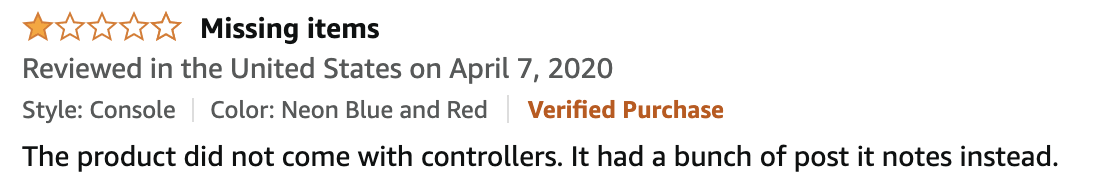 Missing items
Reviewed in the United States on April 7, 2020
Style: Console | Color: Neon Blue and Red | Verified Purchase
The product did not come with controllers. It had a bunch of post it notes instead.